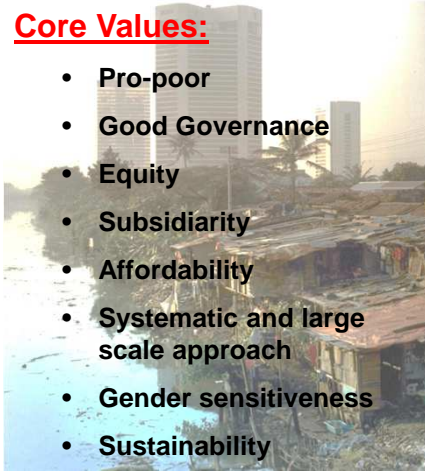 Core Values:
• Pro-poor
• Good Governance
• Equity
• Subsidiarity
• Affordability
• Systematic and large
scale approach
• Gender sensitiveness
• Sustainability